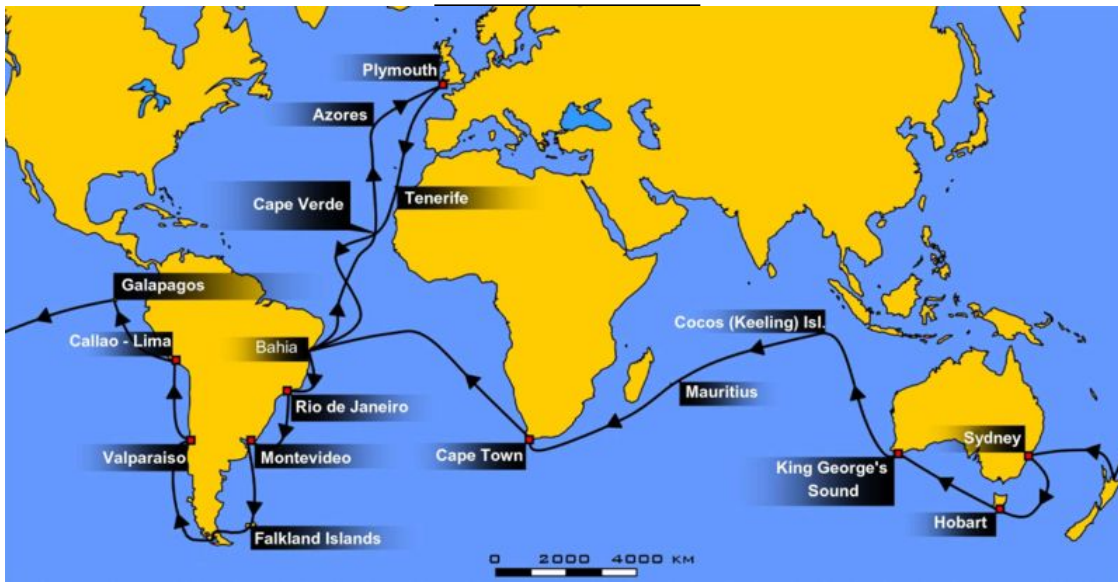 Plymouth
Azores
Tenerife
Cape Verde
Galapagos
Callao - Lima
Bahia
Cocos (Keeling) Isl.
Mauritius
Rio de Janeiro
Valparaiso
Montevideo
Cape Town
Sydney
King George's
Sound
Hobart
Falkland Islands
0 2000 4000 KM